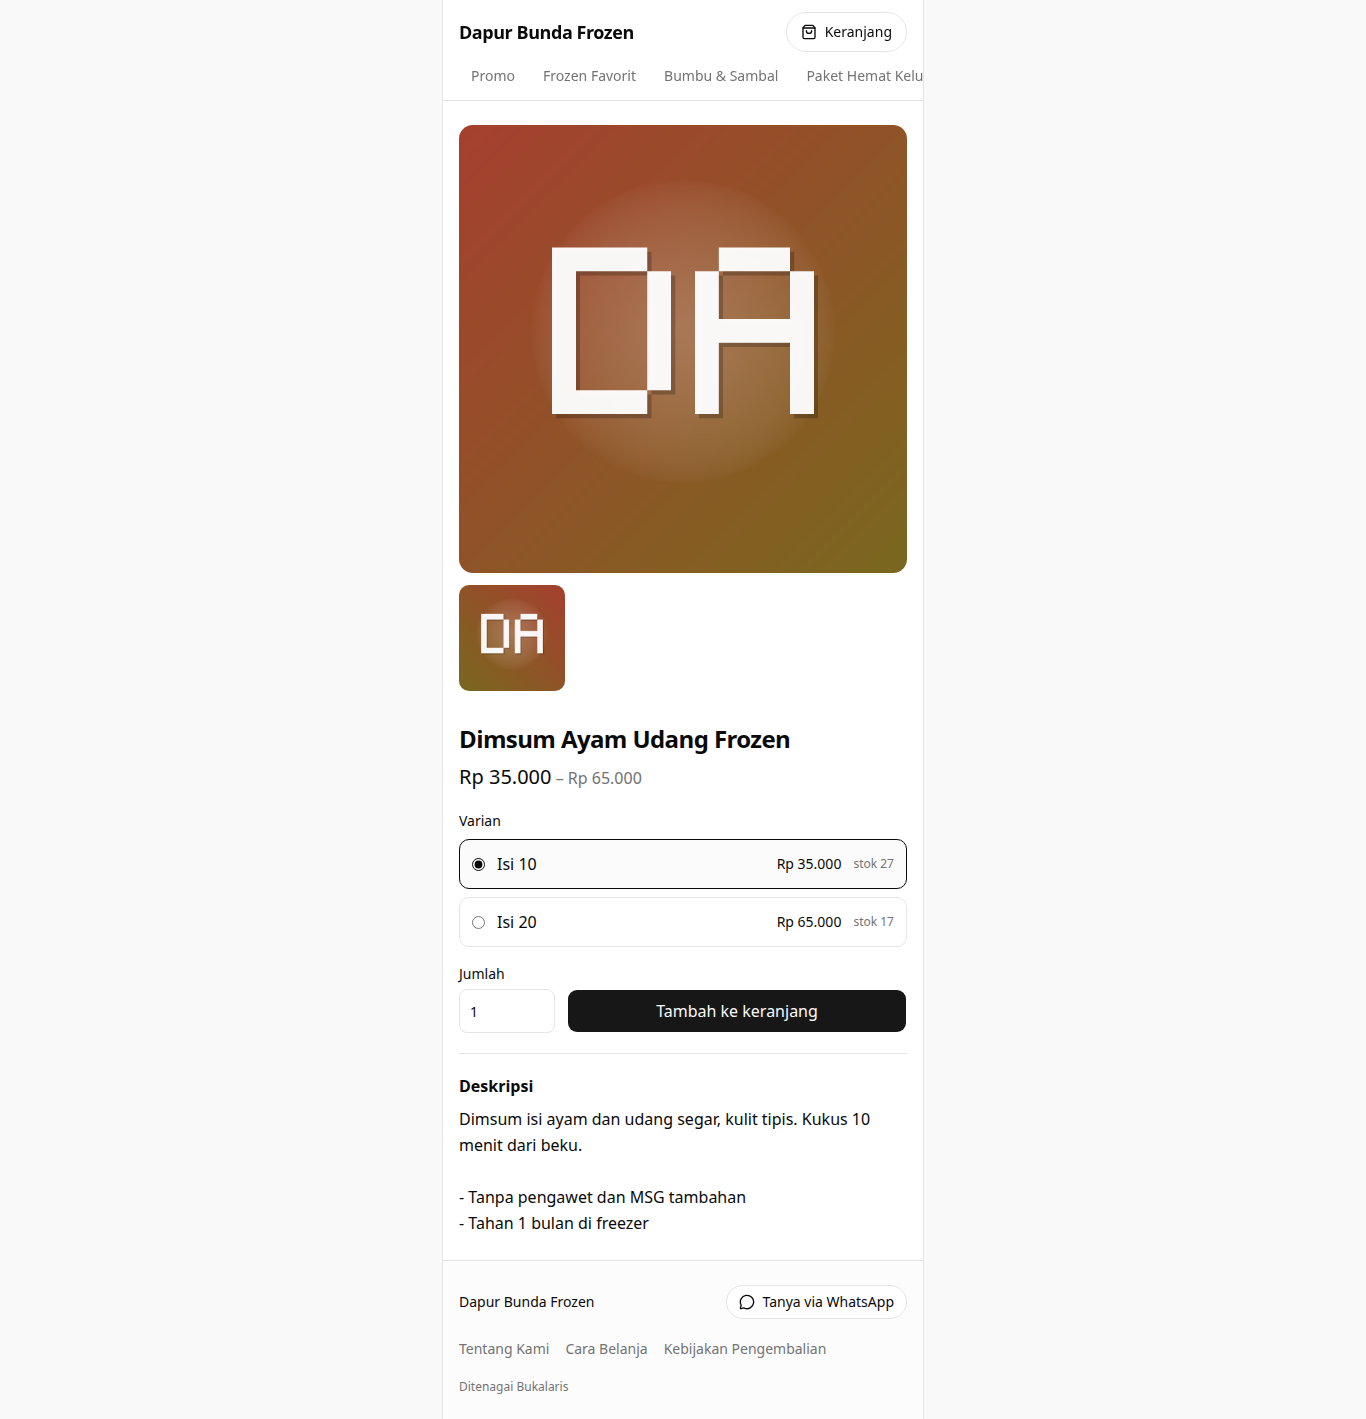 Dapur Bunda Frozen
Keranjang
Promo Frozen Favorit Bumbu & Sambal Paket Hemat Kelu
DA
DA
Dimsum Ayam Udang Frozen
Rp 35.000 – Rp 65.000
Varian
Isi 10 Rp 35.000 stok 27
Isi 20 Rp 65.000 stok 17
Jumlah
1 Tambah ke keranjang
Deskripsi
Dimsum isi ayam dan udang segar, kulit tipis. Kukus 10
menit dari beku.
- Tanpa pengawet dan MSG tambahan
- Tahan 1 bulan di freezer
Dapur Bunda Frozen
Tanya via WhatsApp
Tentang Kami Cara Belanja Kebijakan Pengembalian
Ditenagai Bukalaris